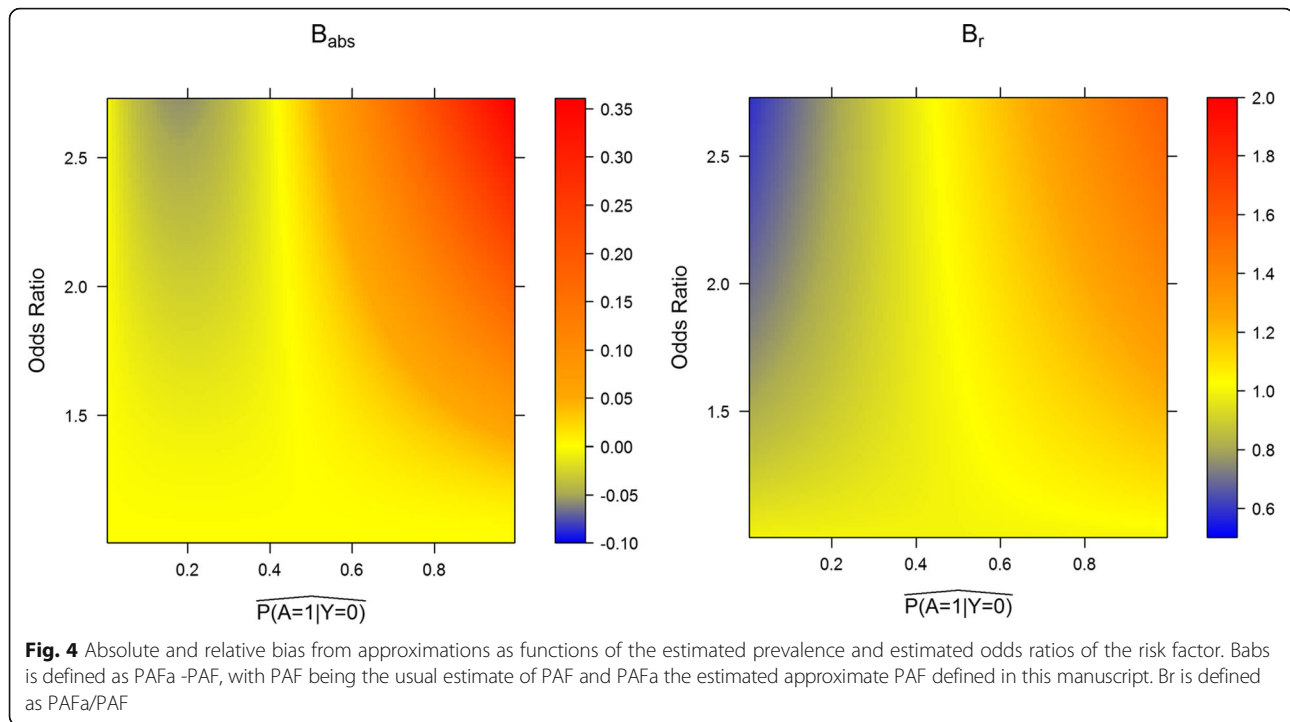 B_abs
B_r
2.5
2.0
1.5
Odds Ratio
0.2 0.4 0.6 0.8
P(A=1|Y=0)
0.35
0.30
0.25
0.20
0.15
0.10
0.05
0.00
-0.05
-0.10
2.5
2.0
1.5
Odds Ratio
0.2 0.4 0.6 0.8
P(A=1|Y=0)
2.0
1.8
1.6
1.4
1.2
1.0
0.8
0.6
Fig. 4 Absolute and relative bias from approximations as functions of the estimated prevalence and estimated odds ratios of the risk factor. Babs
is defined as PAFa -PAF, with PAF being the usual estimate of PAF and PAFa the estimated approximate PAF defined in this manuscript. Br is defined
as PAFa/PAF